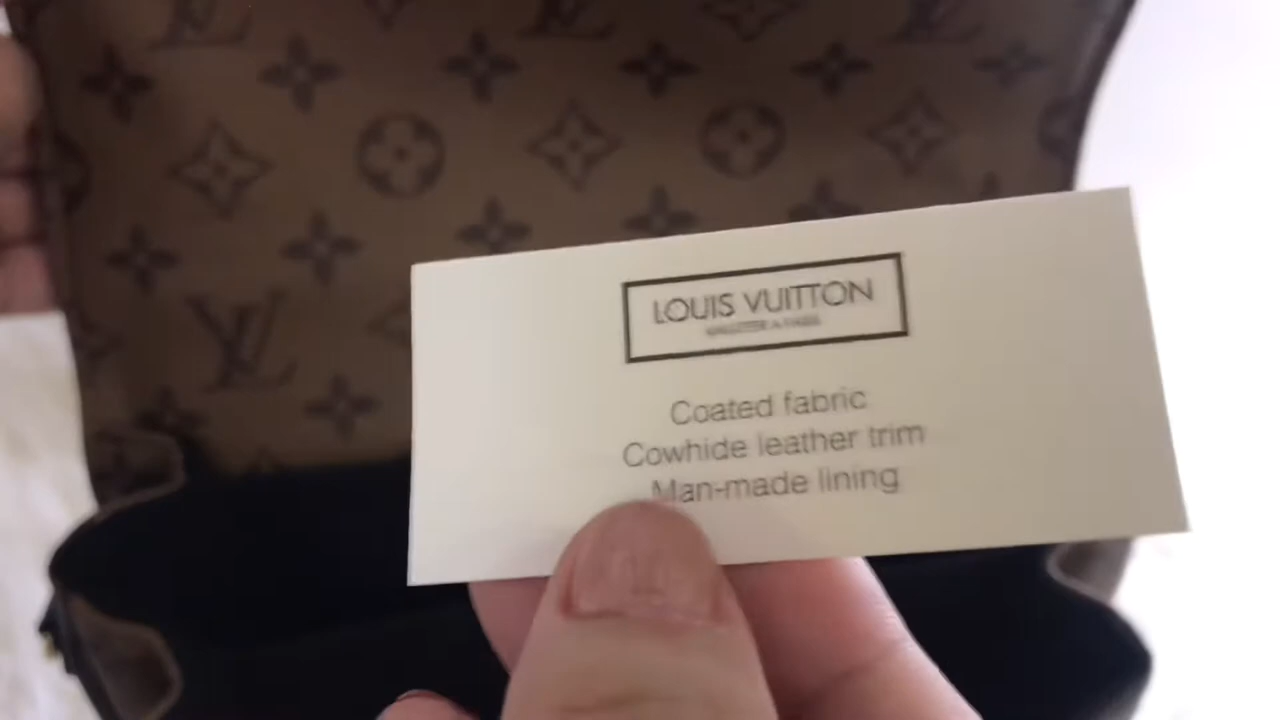 LOUIS VUITTON
Coated fabric
Cowhide leather trim
Man-made lining